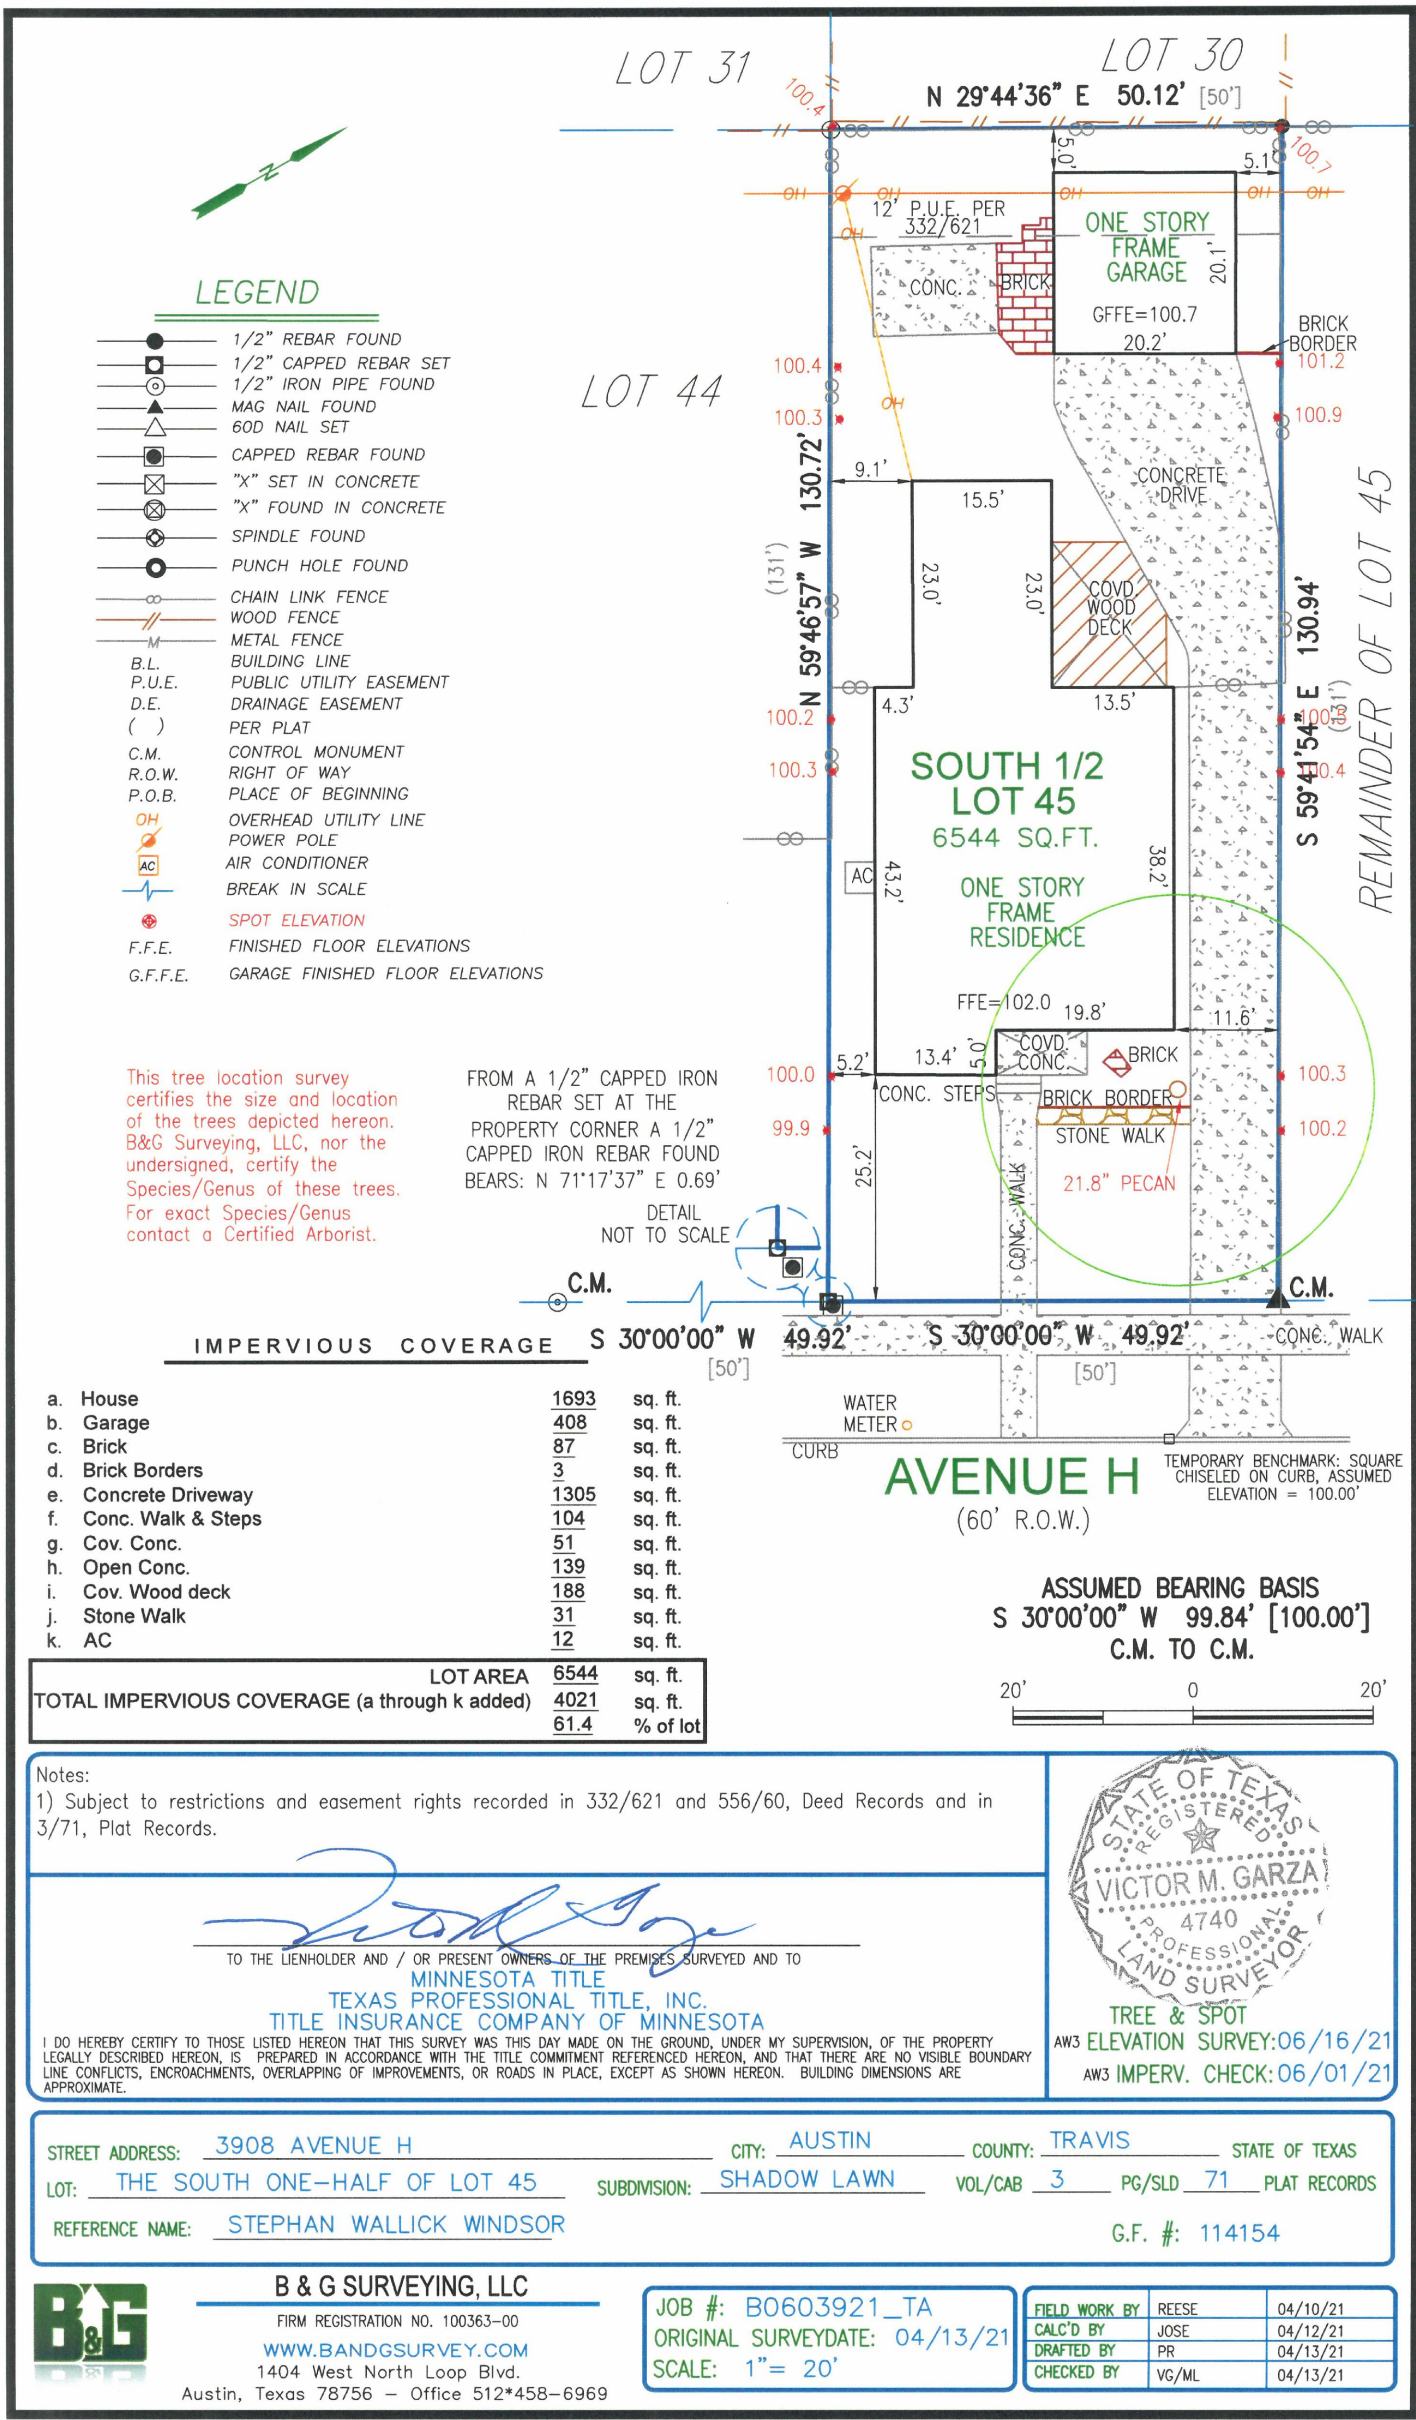 LOT 31
LOT 30
N 29°44'36" E 50.12' [50']
100.4
100.7
5.0'
5.1'
OH OH OH OH OH
12' P.U.E. PER
332/621
OH
ONE STORY
FRAME
GARAGE
20.1'
CONC.
BRICK
GFFE=100.7
20.2'
BRICK
BORDER
N
LEGEND
1/2" REBAR FOUND
1/2" CAPPED REBAR SET
1/2" IRON PIPE FOUND
MAG NAIL FOUND
60D NAIL SET
CAPPED REBAR FOUND
"X" SET IN CONCRETE
"X" FOUND IN CONCRETE
SPINDLE FOUND
PUNCH HOLE FOUND
CHAIN LINK FENCE
WOOD FENCE
M METAL FENCE
B.L. BUILDING LINE
P.U.E. PUBLIC UTILITY EASEMENT
D.E. DRAINAGE EASEMENT
( ) PER PLAT
C.M. CONTROL MONUMENT
R.O.W. RIGHT OF WAY
P.O.B. PLACE OF BEGINNING
OH OVERHEAD UTILITY LINE
POWER POLE
AC AIR CONDITIONER
BREAK IN SCALE
SPOT ELEVATION
F.F.E. FINISHED FLOOR ELEVATIONS
G.F.F.E. GARAGE FINISHED FLOOR ELEVATIONS
LOT 44
100.4
101.2
100.3
100.9
OH
N 59°46'57" W 130.72'
(131')
9.1'
15.5'
CONCRETE
DRIVE
23.0'
23.0'
COVD.
WOOD
DECK
S 59°41'54" E 130.94'
(131')
REMAINDER OF LOT 45
4.3'
13.5'
100.2
100.5
100.3
100.4
SOUTH 1/2
LOT 45
6544 SQ.FT.
AC
43.2'
38.2'
ONE STORY
FRAME
RESIDENCE
FFE=102.0
19.8'
11.6'
5.2'
13.4'
5.0'
COVD.
CONC.
BRICK
100.0
100.3
CONC. STEPS
BRICK BORDER
99.9
100.2
STONE WALK
25.2'
CONC. WALK
21.8" PECAN
This tree location survey
certifies the size and location
of the trees depicted hereon.
B&G Surveying, LLC, nor the
undersigned, certify the
Species/Genus of these trees.
For exact Species/Genus
contact a Certified Arborist.
FROM A 1/2" CAPPED IRON
REBAR SET AT THE
PROPERTY CORNER A 1/2"
CAPPED IRON REBAR FOUND
BEARS: N 71°17'37" E 0.69'
DETAIL
NOT TO SCALE
C.M.
C.M.
S 30°00'00" W 49.92'
[50']
S 30°00'00" W 49.92'
[50']
CONC. WALK
WATER
METER
CURB
AVENUE H
(60' R.O.W.)
TEMPORARY BENCHMARK: SQUARE
CHISELED ON CURB, ASSUMED
ELEVATION = 100.00'
IMPERVIOUS COVERAGE
a. House 1693 sq. ft.
b. Garage 408 sq. ft.
c. Brick 87 sq. ft.
d. Brick Borders 3 sq. ft.
e. Concrete Driveway 1305 sq. ft.
f. Conc. Walk & Steps 104 sq. ft.
g. Cov. Conc. 51 sq. ft.
h. Open Conc. 139 sq. ft.
i. Cov. Wood deck 188 sq. ft.
j. Stone Walk 31 sq. ft.
k. AC 12 sq. ft.
LOT AREA 6544 sq. ft.
TOTAL IMPERVIOUS COVERAGE (a through k added) 4021 sq. ft.
61.4 % of lot
ASSUMED BEARING BASIS
S 30°00'00" W 99.84' [100.00']
C.M. TO C.M.
20' 0 20'
Notes:
1) Subject to restrictions and easement rights recorded in 332/621 and 556/60, Deed Records and in
3/71, Plat Records.
STATE OF TEXAS
REGISTERED
VICTOR M. GARZA
4740
PROFESSIONAL
LAND SURVEYOR
TO THE LIENHOLDER AND / OR PRESENT OWNERS OF THE PREMISES SURVEYED AND TO
MINNESOTA TITLE
TEXAS PROFESSIONAL TITLE, INC.
TITLE INSURANCE COMPANY OF MINNESOTA
I DO HEREBY CERTIFY TO THOSE LISTED HEREON THAT THIS SURVEY WAS THIS DAY MADE ON THE GROUND, UNDER MY SUPERVISION, OF THE PROPERTY
LEGALLY DESCRIBED HEREON, IS PREPARED IN ACCORDANCE WITH THE TITLE COMMITMENT REFERENCED HEREON, AND THAT THERE ARE NO VISIBLE BOUNDARY
LINE CONFLICTS, ENCROACHMENTS, OVERLAPPING OF IMPROVEMENTS, OR ROADS IN PLACE, EXCEPT AS SHOWN HEREON. BUILDING DIMENSIONS ARE
APPROXIMATE.
TREE & SPOT
AW3 ELEVATION SURVEY: 06/16/21
AW3 IMPERV. CHECK: 06/01/21
STREET ADDRESS: 3908 AVENUE H CITY: AUSTIN COUNTY: TRAVIS STATE OF TEXAS
LOT: THE SOUTH ONE-HALF OF LOT 45 SUBDIVISION: SHADOW LAWN VOL/CAB 3 PG/SLD 71 PLAT RECORDS
REFERENCE NAME: STEPHAN WALLICK WINDSOR G.F. #: 114154
B&G
B & G SURVEYING, LLC
FIRM REGISTRATION NO. 100363-00
WWW.BANDGSURVEY.COM
1404 West North Loop Blvd.
Austin, Texas 78756 - Office 512*458-6969
JOB #: B0603921_TA
ORIGINAL SURVEYDATE: 04/13/21
SCALE: 1"= 20'
FIELD WORK BY REESE 04/10/21
CALC'D BY JOSE 04/12/21
DRAFTED BY PR 04/13/21
CHECKED BY VG/ML 04/13/21